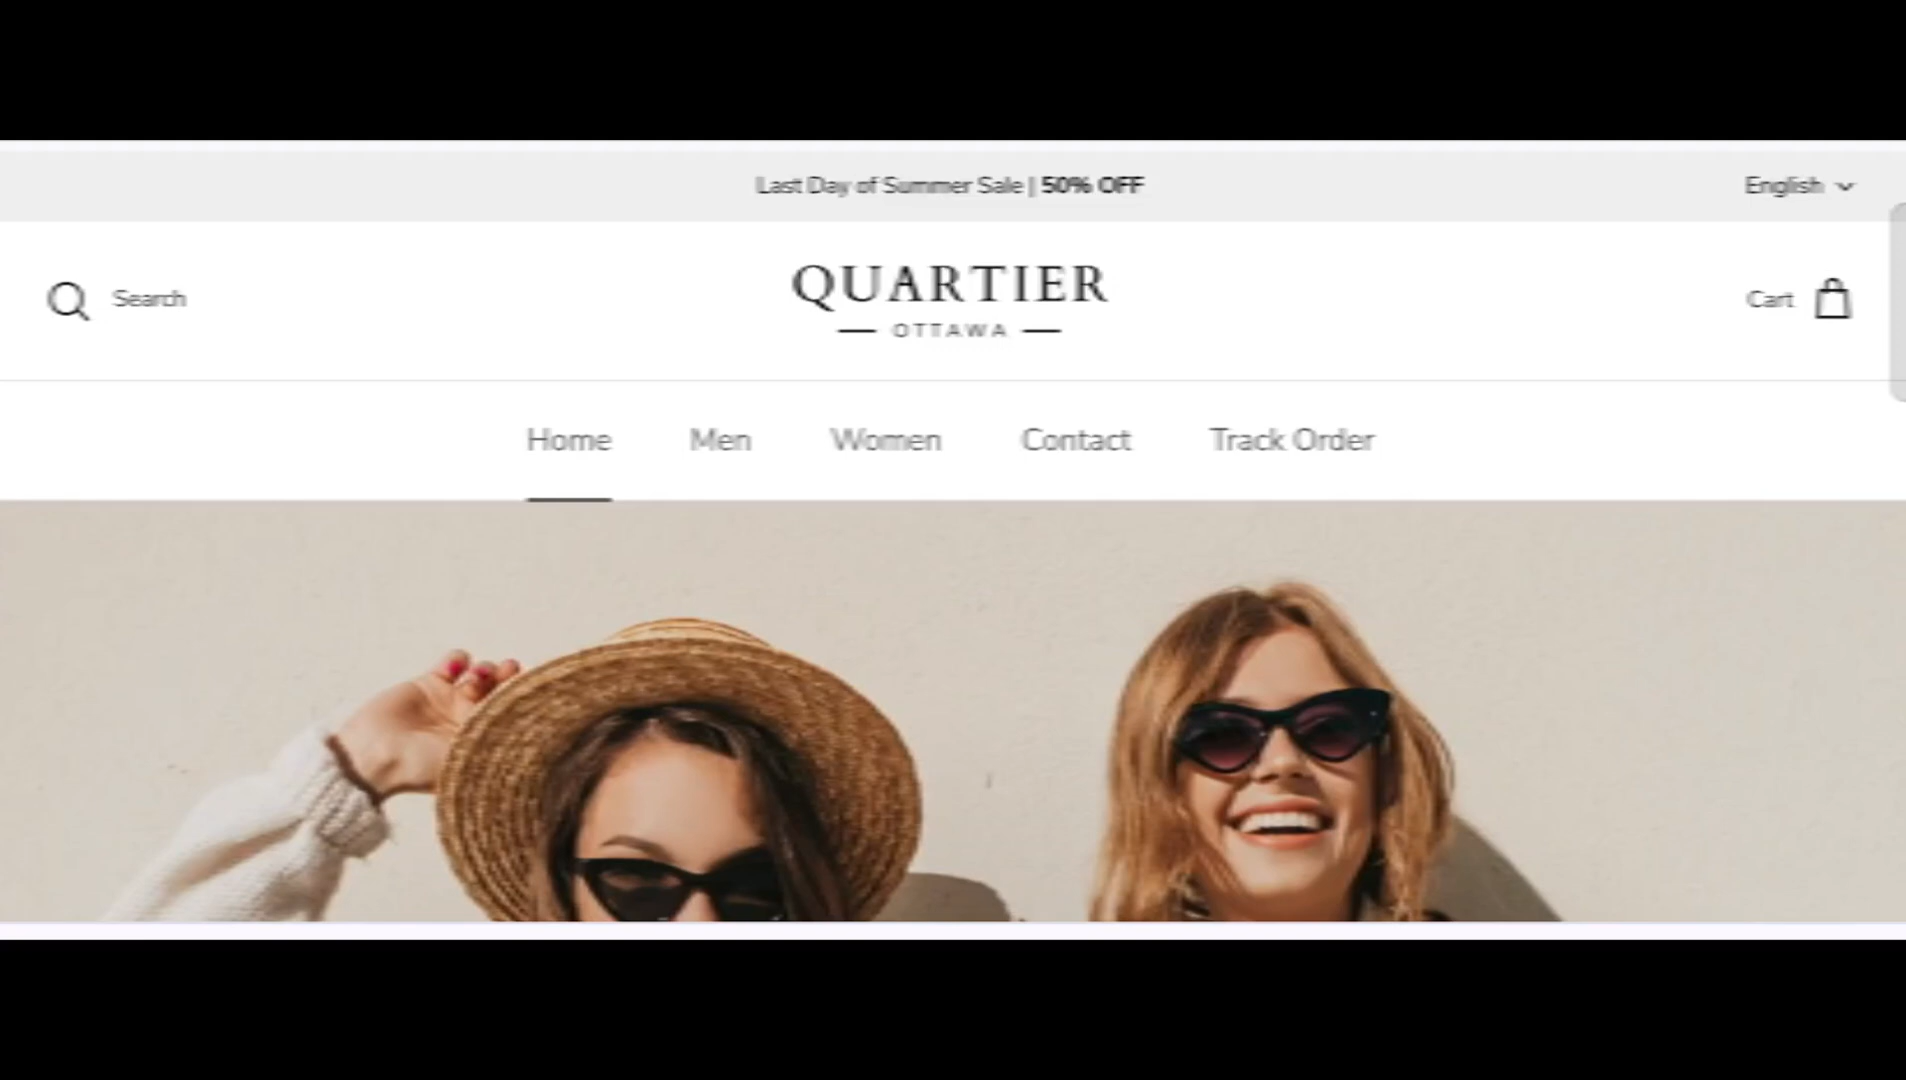 Last Day of Summer Sale | 50% OFF
English
Search
QUARTIER
OTTAWA
Cart
Home
Men
Women
Contact
Track Order